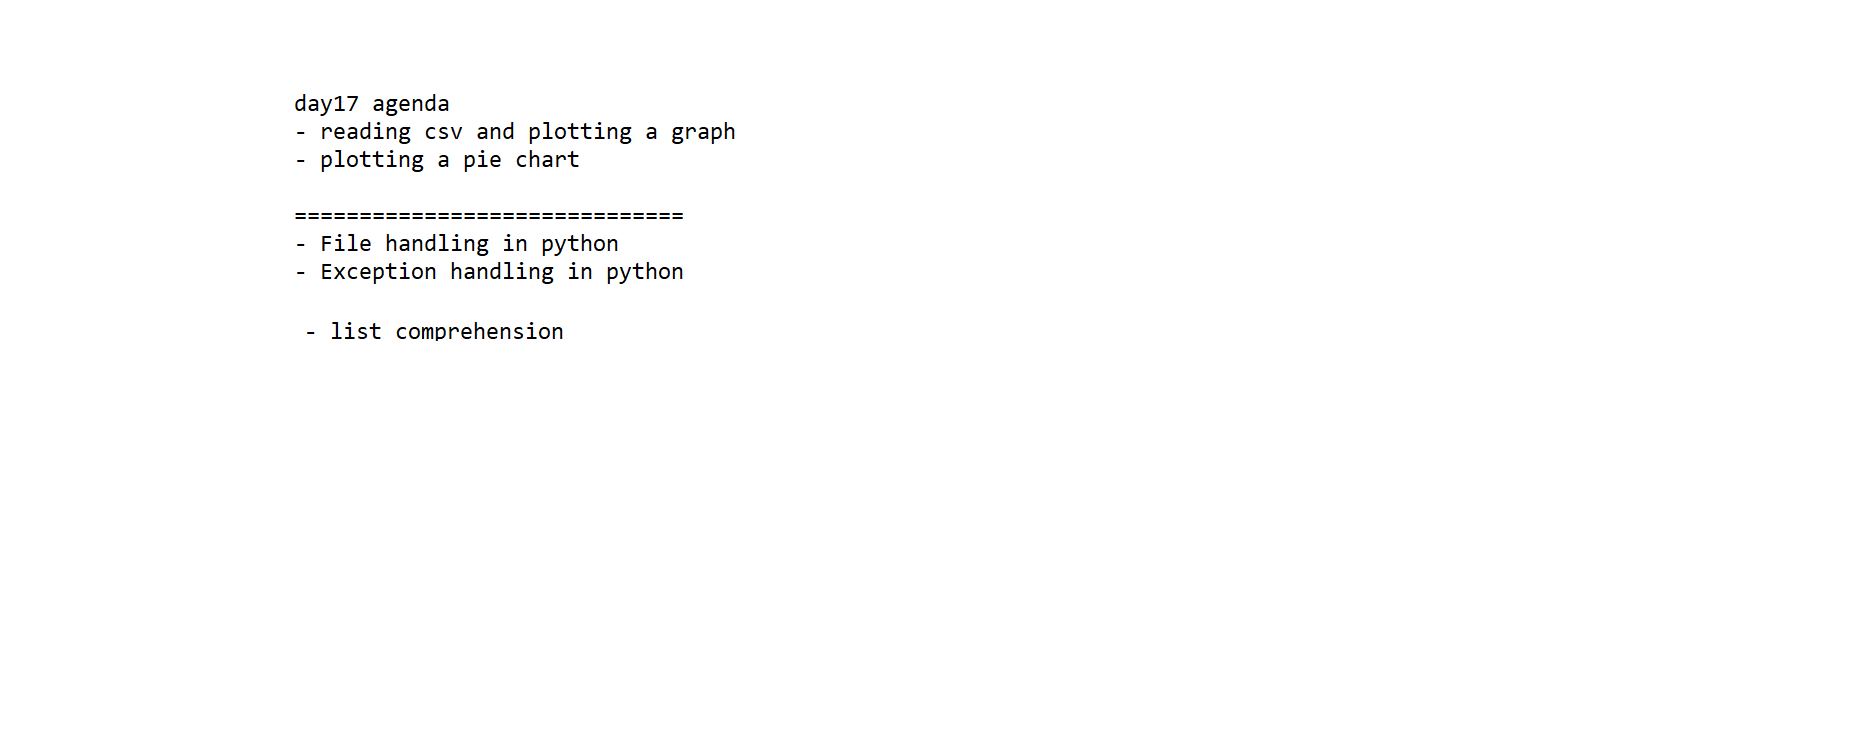 day17 agenda
- reading csv and plotting a graph
- plotting a pie chart
==============================
- File handling in python
- Exception handling in python
- list comprehension